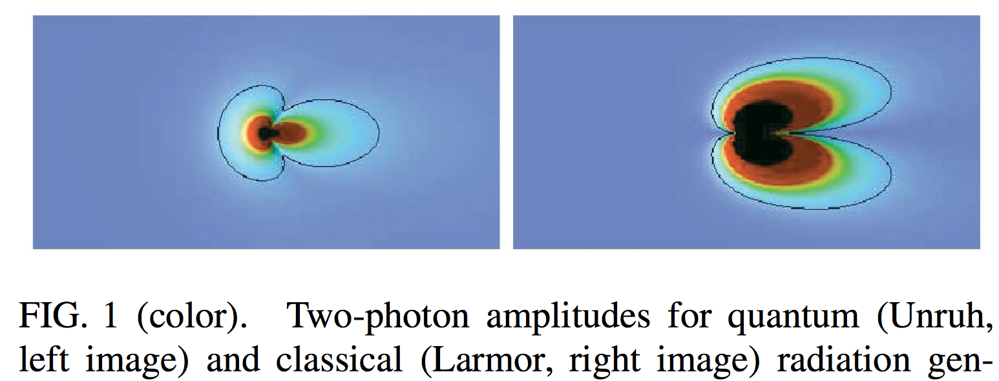 FIG. 1 (color). Two-photon amplitudes for quantum (Unruh,
left image) and classical (Larmor, right image) radiation gen-